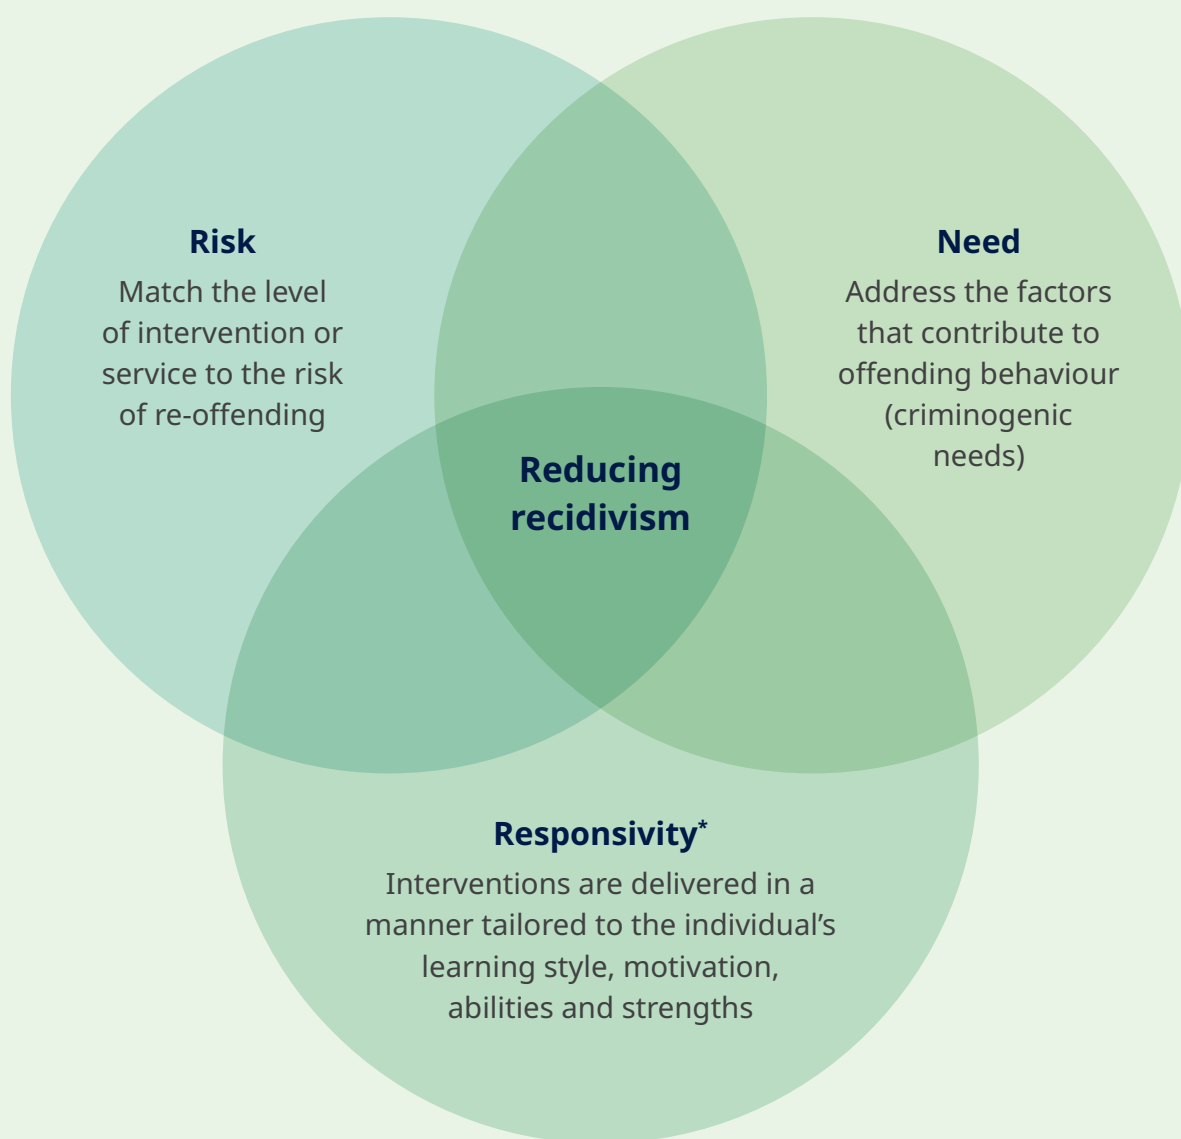 Risk
Match the level
of intervention or
service to the risk
of re-offending
Need
Address the factors
that contribute to
offending behaviour
(criminogenic
needs)
Reducing
recidivism
Responsivity*
Interventions are delivered in a
manner tailored to the individual’s
learning style, motivation,
abilities and strengths